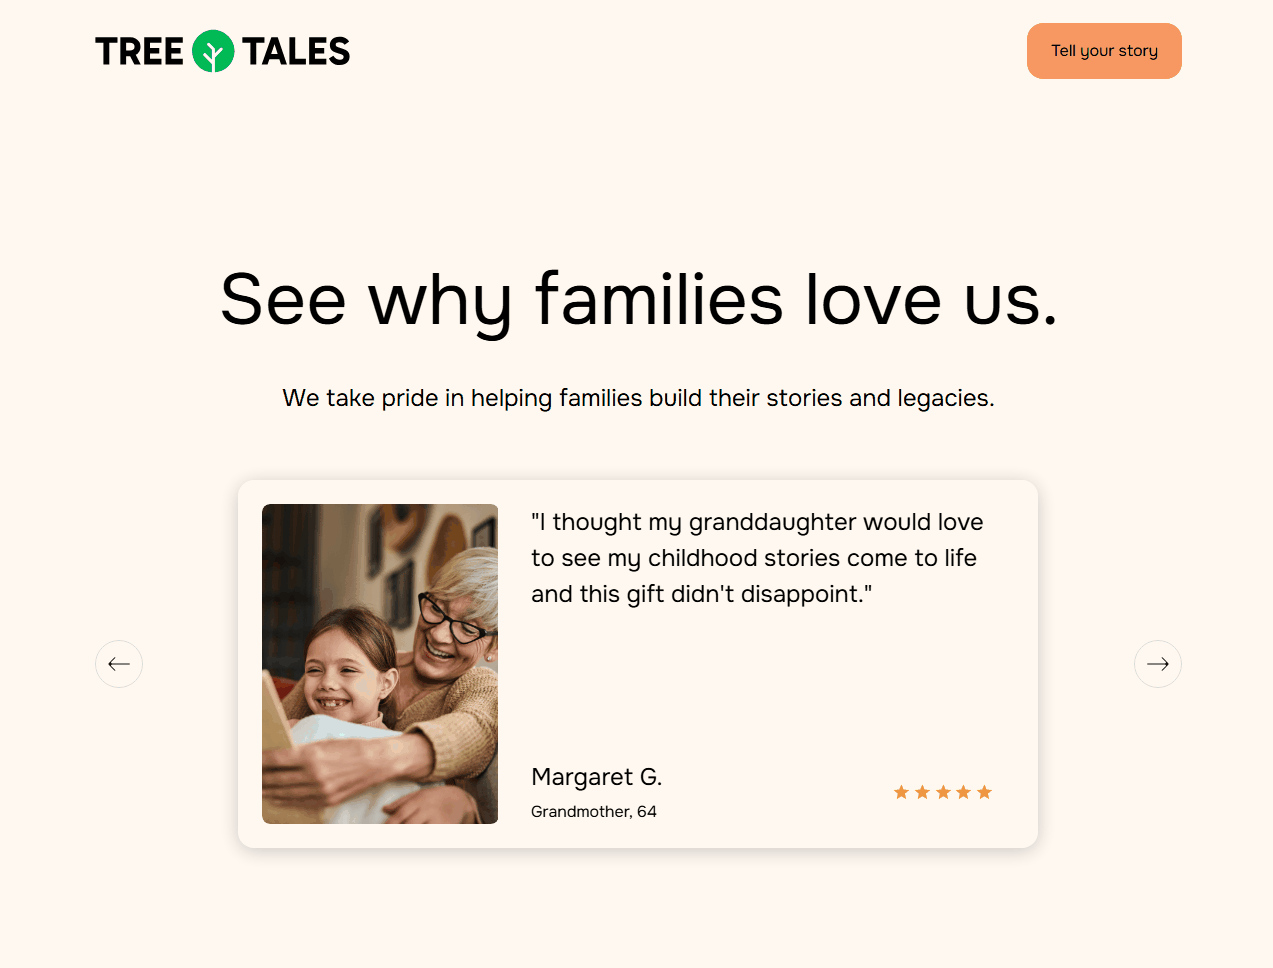 TREE TALES
Tell your story
See why families love us.
We take pride in helping families build their stories and legacies.
"I thought my granddaughter would love
to see my childhood stories come to life
and this gift didn't disappoint."
Margaret G.
Grandmother, 64